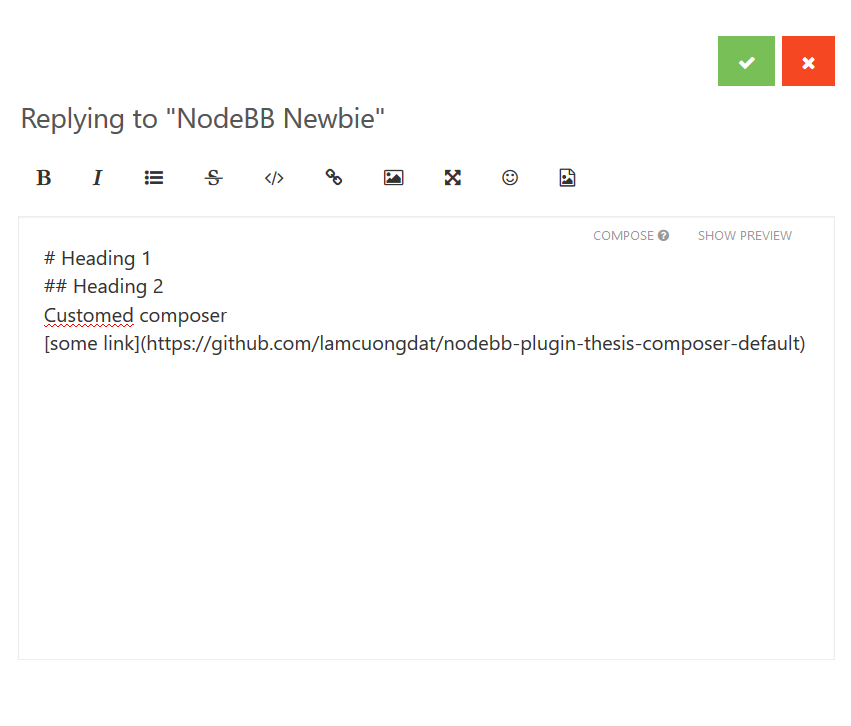 Replying to "NodeBB Newbie"
B I S
COMPOSE ? SHOW PREVIEW
# Heading 1
## Heading 2
Customed composer
[some link](https://github.com/lamcuongdat/nodebb-plugin-thesis-composer-default)